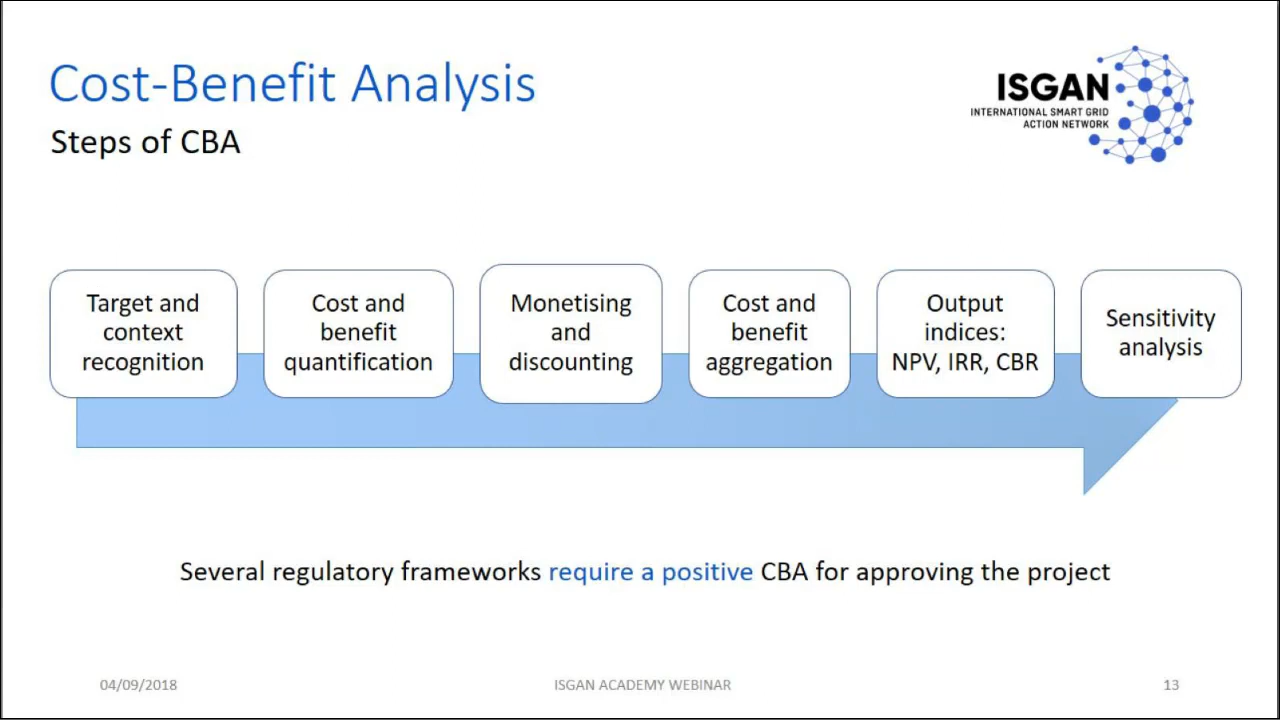 Cost-Benefit Analysis
Steps of CBA
ISGAN
INTERNATIONAL SMART GRID
ACTION NETWORK
Target and
context
recognition
Cost and
benefit
quantification
Monetising
and
discounting
Cost and
benefit
aggregation
Output
indices:
NPV, IRR, CBR
Sensitivity
analysis
Several regulatory frameworks require a positive CBA for approving the project
04/09/2018
ISGAN ACADEMY WEBINAR
13